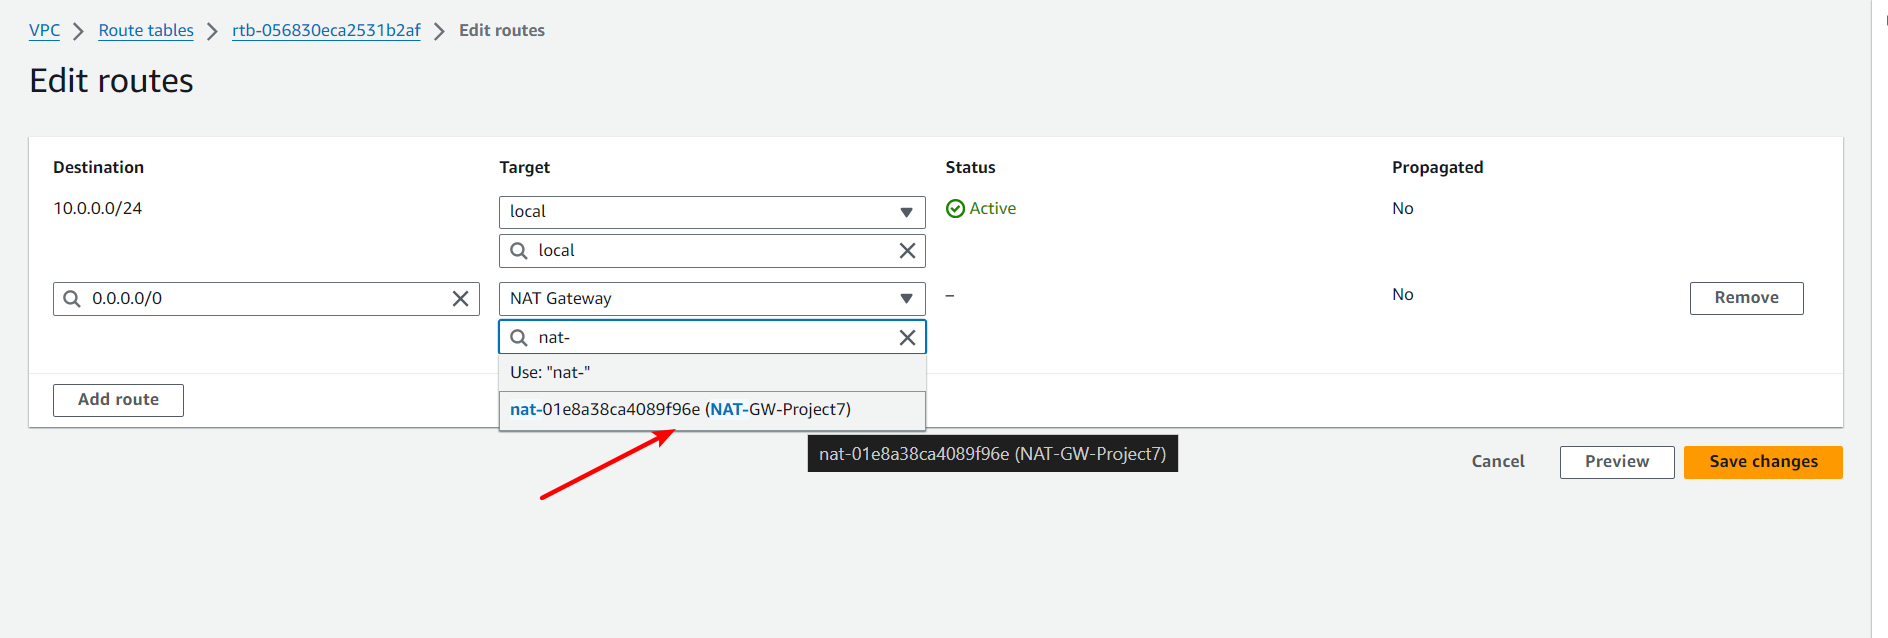 VPC > Route tables > rtb-056830eca2531b2af > Edit routes
Edit routes
Destination Target Status Propagated
10.0.0.0/24 local Active No
local
0.0.0.0/0 NAT Gateway – No Remove
nat-
Use: "nat-"
Add route
nat-01e8a38ca4089f96e (NAT-GW-Project7)
nat-01e8a38ca4089f96e (NAT-GW-Project7)
Cancel Preview Save changes